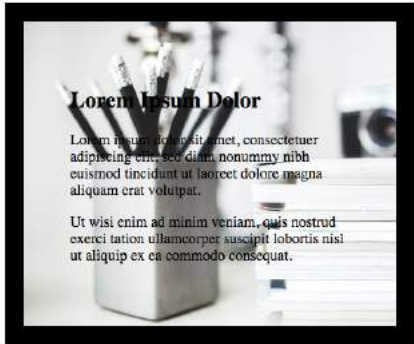 Lorem Ipsum Dolor
Lorem ipsum dolor sit amet, consectetuer
adipiscing elit, sed diam nonummy nibh
euismod tincidunt ut laoreet dolore magna
aliquam erat volutpat.
Ut wisi enim ad minim veniam, quis nostrud
exerci tation ullamcorper suscipit lobortis nisl
ut aliquip ex ea commodo consequat.